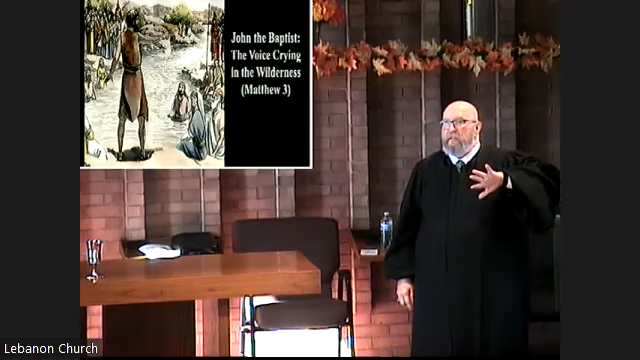 John the Baptist:
The Voice Crying
in the Wilderness
(Matthew 3)
Lebanon Church